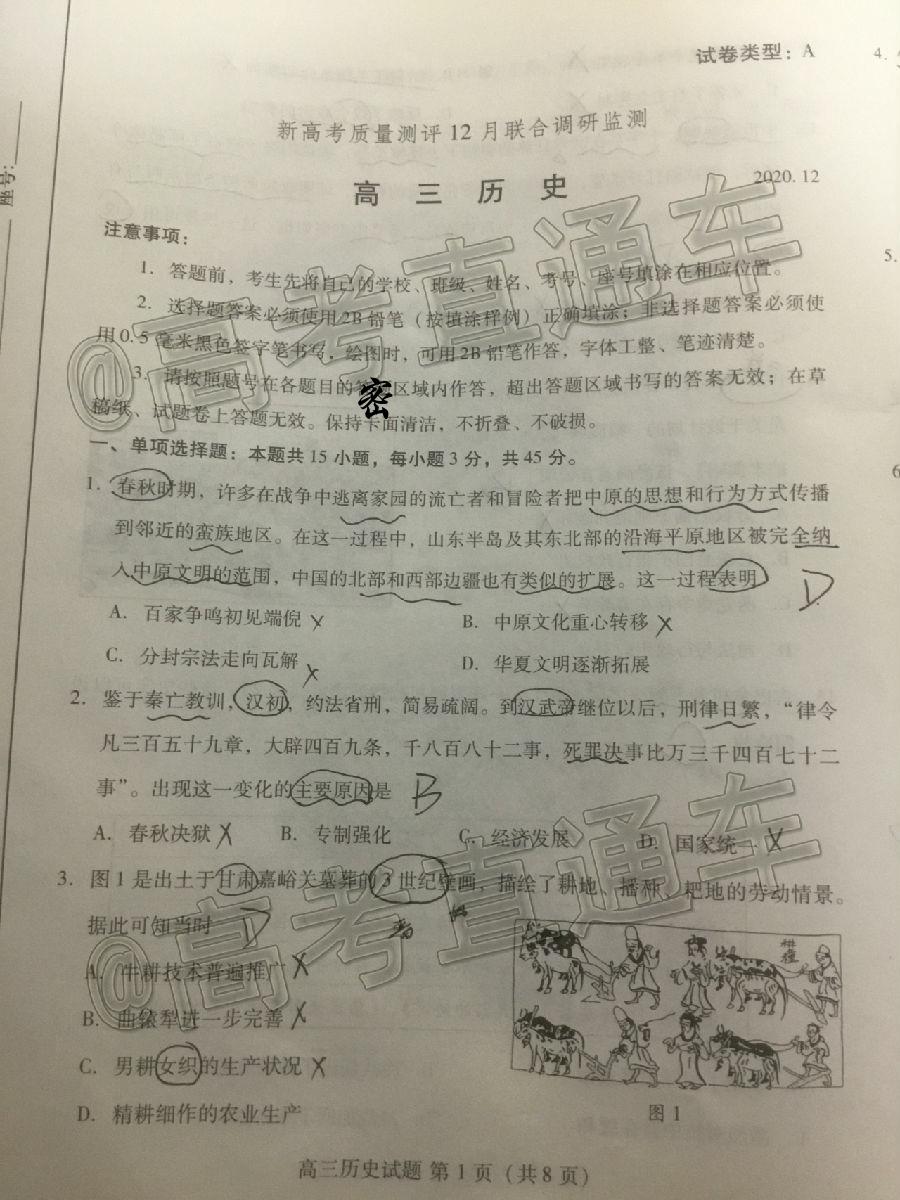 试卷类型：A
4.
新高考质量测评12月联合调研监测
高三历史
2020.12
座号:
注意事项：
1．答题前，考生先将自己的学校、班级、姓名、考号、座号填涂在相应位置。
5.
2．选择题答案必须使用2B铅笔（按填涂样例）正确填涂；非选择题答案必须使
用0.5毫米黑色签字笔书写，绘图时，可用2B铅笔作答，字体工整、笔迹清楚。
3．请按照题号在各题目的答题区域内作答，超出答题区域书写的答案无效；在草
密
稿纸、试题卷上答题无效。保持卡面清洁，不折叠、不破损。
一、单项选择题：本题共15小题，每小题3分，共45分。
6
1．春秋时期，许多在战争中逃离家园的流亡者和冒险者把中原的思想和行为方式传播
到邻近的蛮族地区。在这一过程中，山东半岛及其东北部的沿海平原地区被完全纳
入中原文明的范围，中国的北部和西部边疆也有类似的扩展。这一过程表明 D
A．百家争鸣初见端倪 X B．中原文化重心转移 X
C．分封宗法走向瓦解 X D．华夏文明逐渐拓展
2．鉴于秦亡教训，汉初，约法省刑，简易疏阔。到汉武帝继位以后，刑律日繁，“律令
凡三百五十九章，大辟四百九条，千八百八十二事，死罪决事比万三千四百七十二
事”。出现这一变化的主要原因是 B
A．春秋决狱 X B．专制强化 C．经济发展 D．国家统一 X
3．图1是出土于甘肃嘉峪关墓葬的3世纪壁画，描绘了耕地、播种、耙地的劳动情景。
据此可知当时 D
A．牛耕技术普遍推广 X
耕種
B．曲辕犁进一步完善 X
C．男耕女织的生产状况 X
D．精耕细作的农业生产
图1
高三历史试题 第1页（共8页）
@高考直通车
@高考直通车